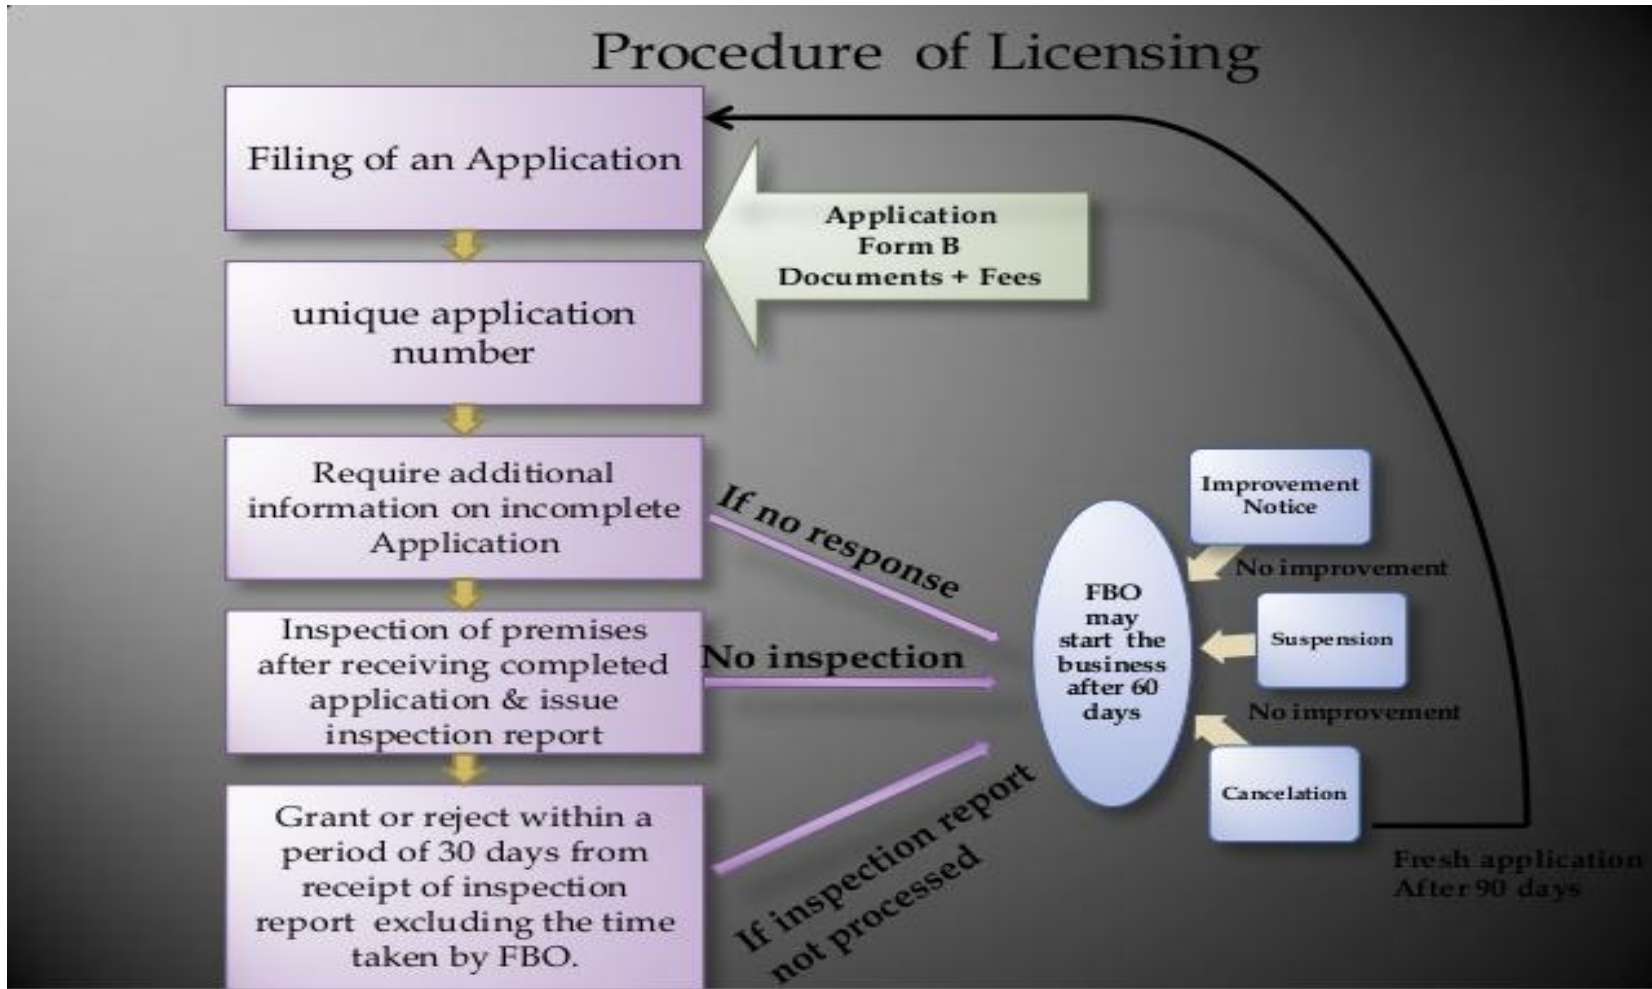 Procedure of Licensing
Filing of an Application
Application
Form B
Documents + Fees
unique application
number
Require additional
information on incomplete
Application
If no response
Inspection of premises
after receiving completed
application & issue
inspection report
No inspection
Grant or reject within a
period of 30 days from
receipt of inspection
report excluding the time
taken by FBO.
If inspection report
not processed
FBO
may
start the
business
after 60
days
Improvement
Notice
No improvement
Suspension
No improvement
Cancelation
Fresh application
After 90 days